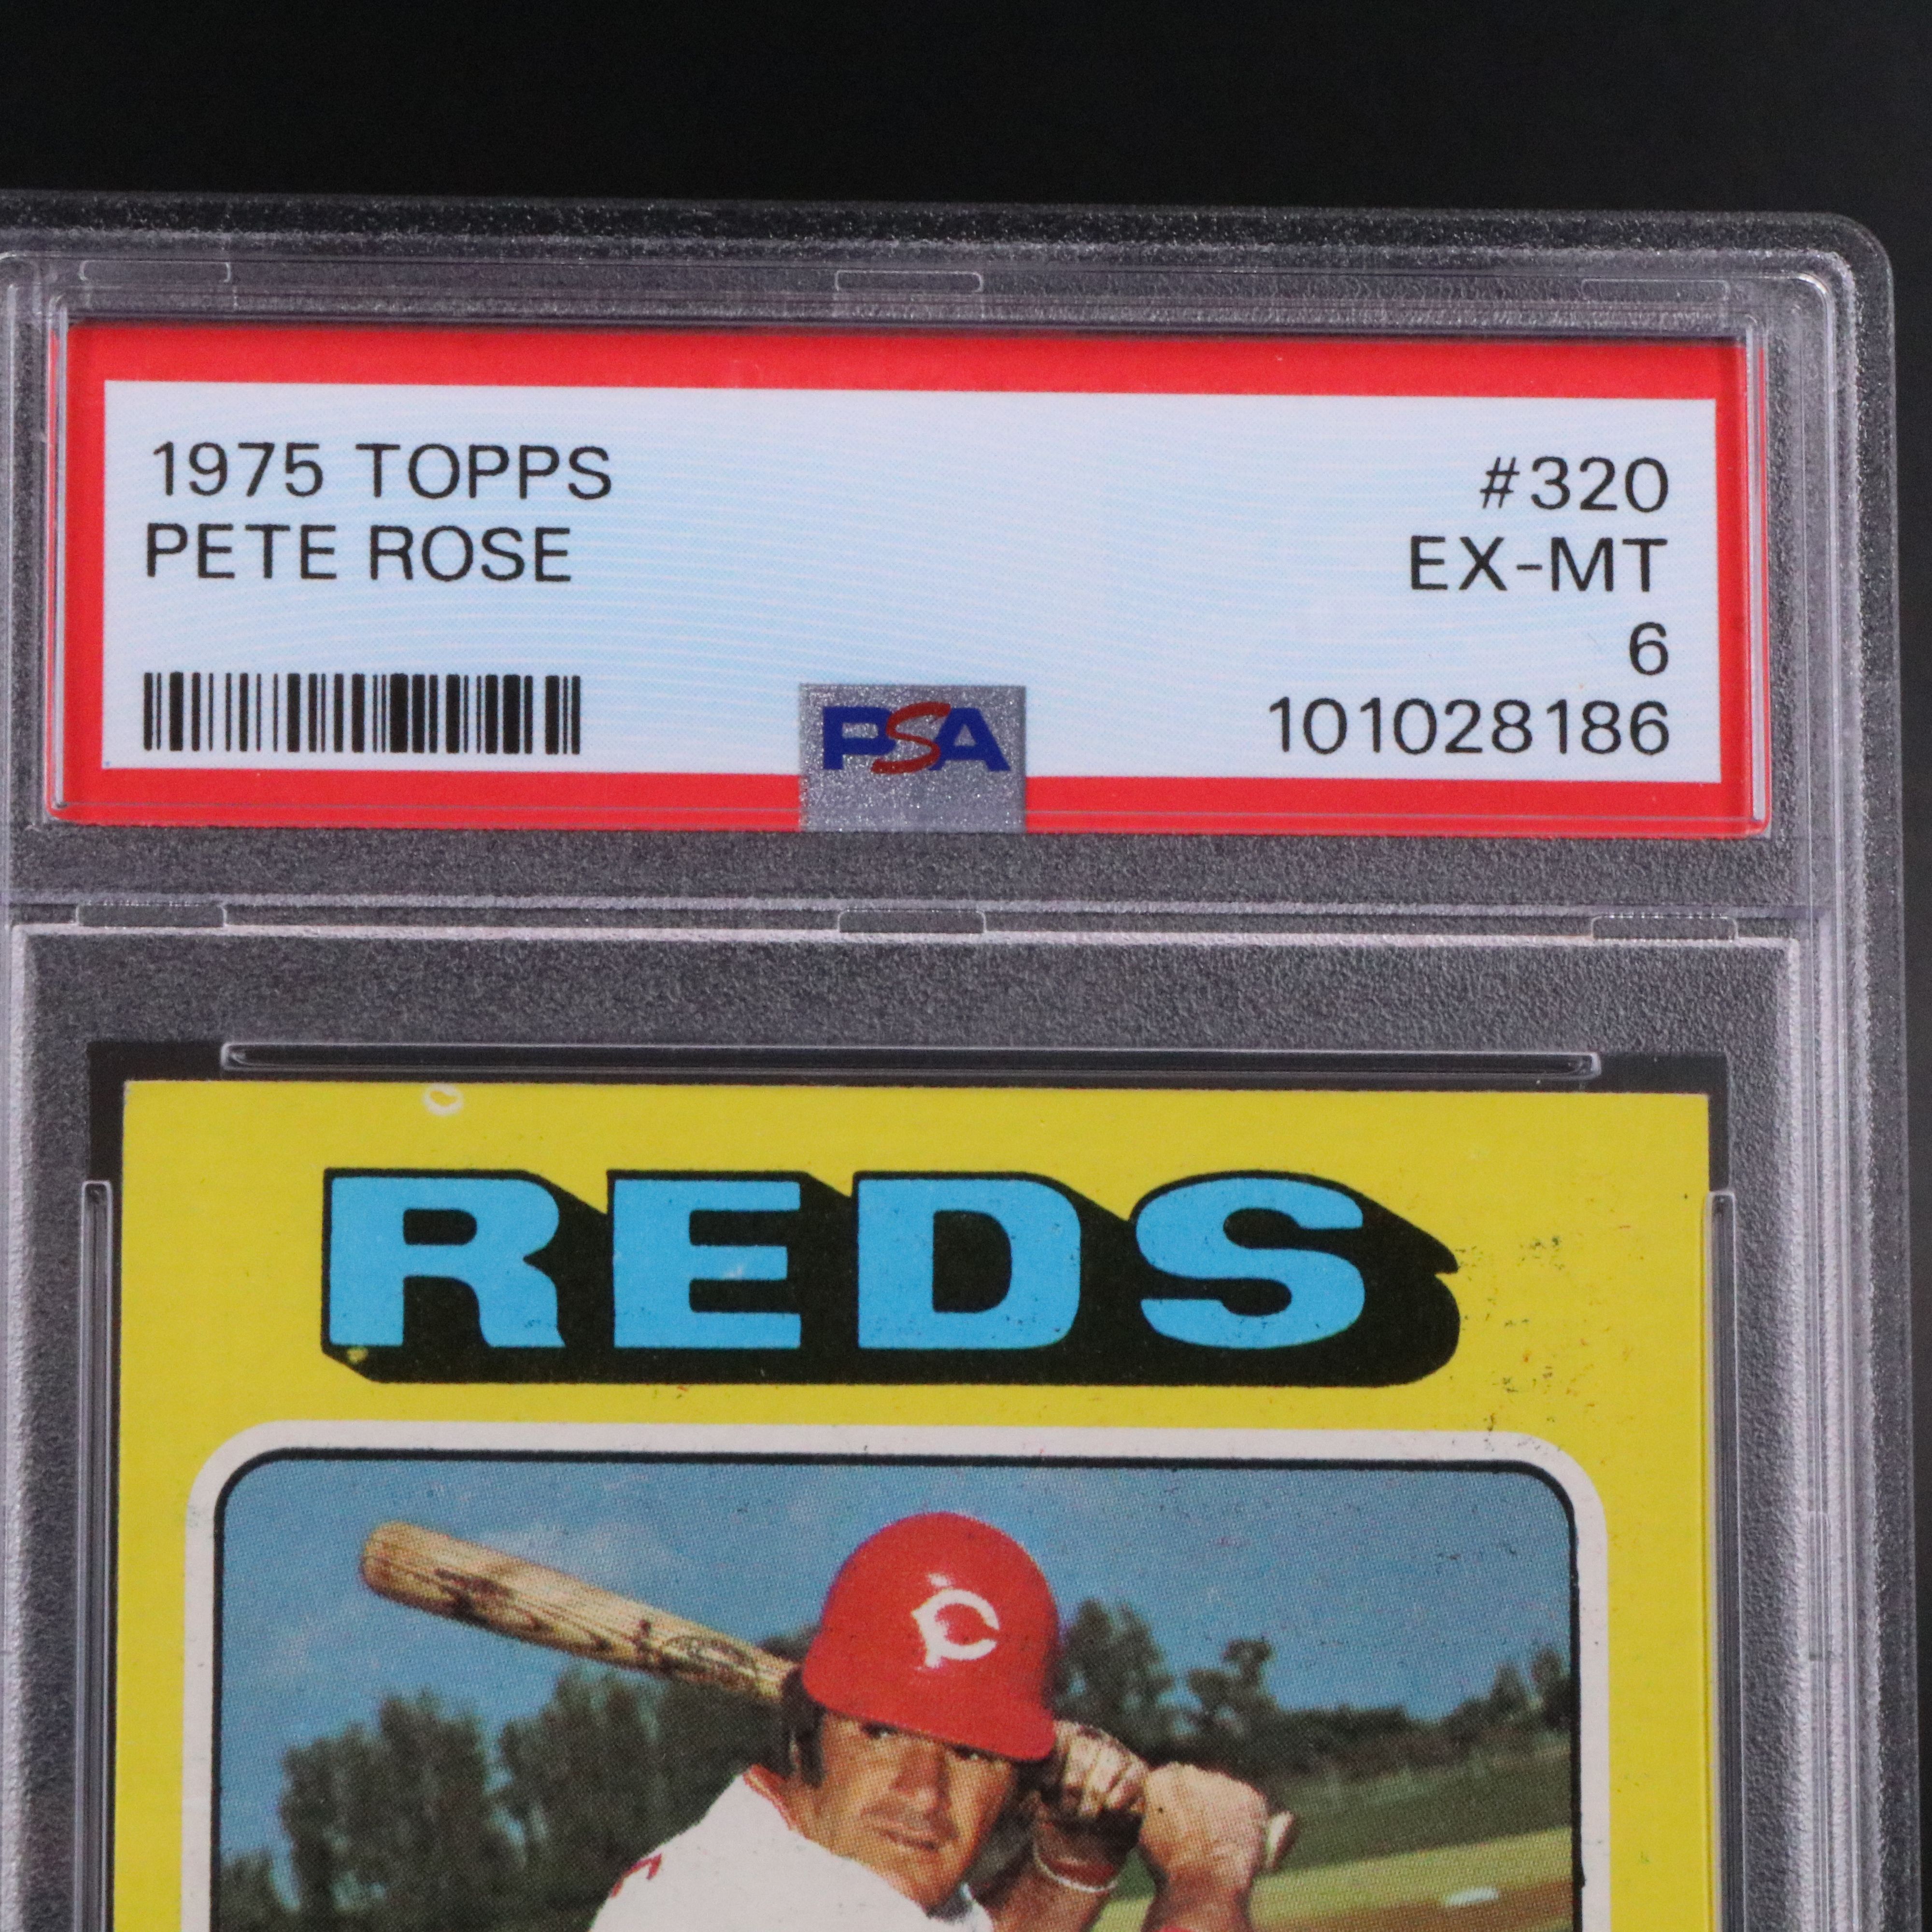 1975 TOPPS
PETE ROSE
#320
EX-MT
6
101028186
PSA
REDS
C